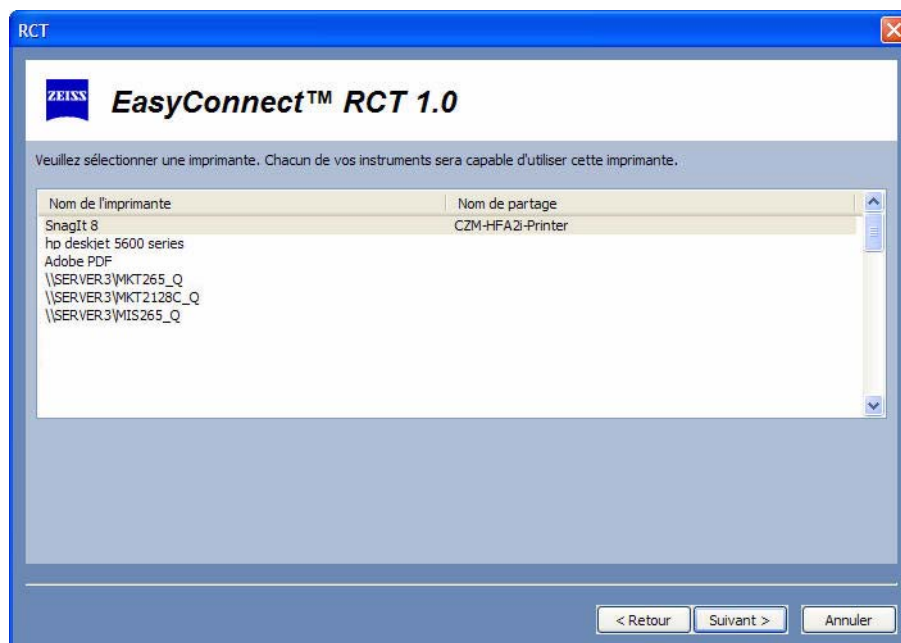 RCT
ZEISS
EasyConnect™ RCT 1.0
Veuillez sélectionner une imprimante. Chacun de vos instruments sera capable d'utiliser cette imprimante.
Nom de l'imprimante Nom de partage
SnagIt 8 CZM-HFA2i-Printer
hp deskjet 5600 series
Adobe PDF
\\SERVER3\MKT265_Q
\\SERVER3\MKT2128C_Q
\\SERVER3\MIS265_Q
< Retour Suivant > Annuler